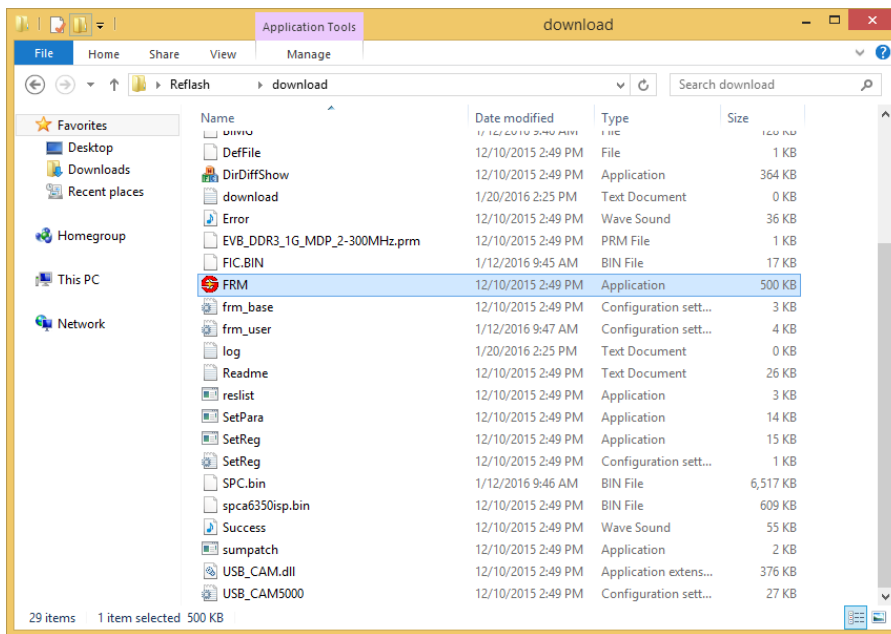 Application Tools
download
File Home Share View Manage
Reflash download Search download
Favorites
Desktop
Downloads
Recent places
Homegroup
This PC
Network
Name Date modified Type Size
DefFile 12/10/2015 2:49 PM File 1 KB
DirDiffShow 12/10/2015 2:49 PM Application 364 KB
download 1/20/2016 2:25 PM Text Document 0 KB
Error 12/10/2015 2:49 PM Wave Sound 36 KB
EVB_DDR3_1G_MDP_2-300MHz.prm 12/10/2015 2:49 PM PRM File 1 KB
FIC.BIN 1/12/2016 9:45 AM BIN File 17 KB
FRM 12/10/2015 2:49 PM Application 500 KB
frm_base 12/10/2015 2:49 PM Configuration sett... 3 KB
frm_user 1/12/2016 9:47 AM Configuration sett... 4 KB
log 1/20/2016 2:25 PM Text Document 0 KB
Readme 12/10/2015 2:49 PM Text Document 26 KB
reslist 12/10/2015 2:49 PM Application 3 KB
SetPara 12/10/2015 2:49 PM Application 14 KB
SetReg 12/10/2015 2:49 PM Application 15 KB
SetReg 12/10/2015 2:49 PM Configuration sett... 1 KB
SPC.bin 1/12/2016 9:46 AM BIN File 6,517 KB
spca6350isp.bin 12/10/2015 2:49 PM BIN File 609 KB
Success 12/10/2015 2:49 PM Wave Sound 55 KB
sumpatch 12/10/2015 2:49 PM Application 2 KB
USB_CAM.dll 12/10/2015 2:49 PM Application extens... 376 KB
USB_CAM5000 12/10/2015 2:49 PM Configuration sett... 27 KB
29 items 1 item selected 500 KB